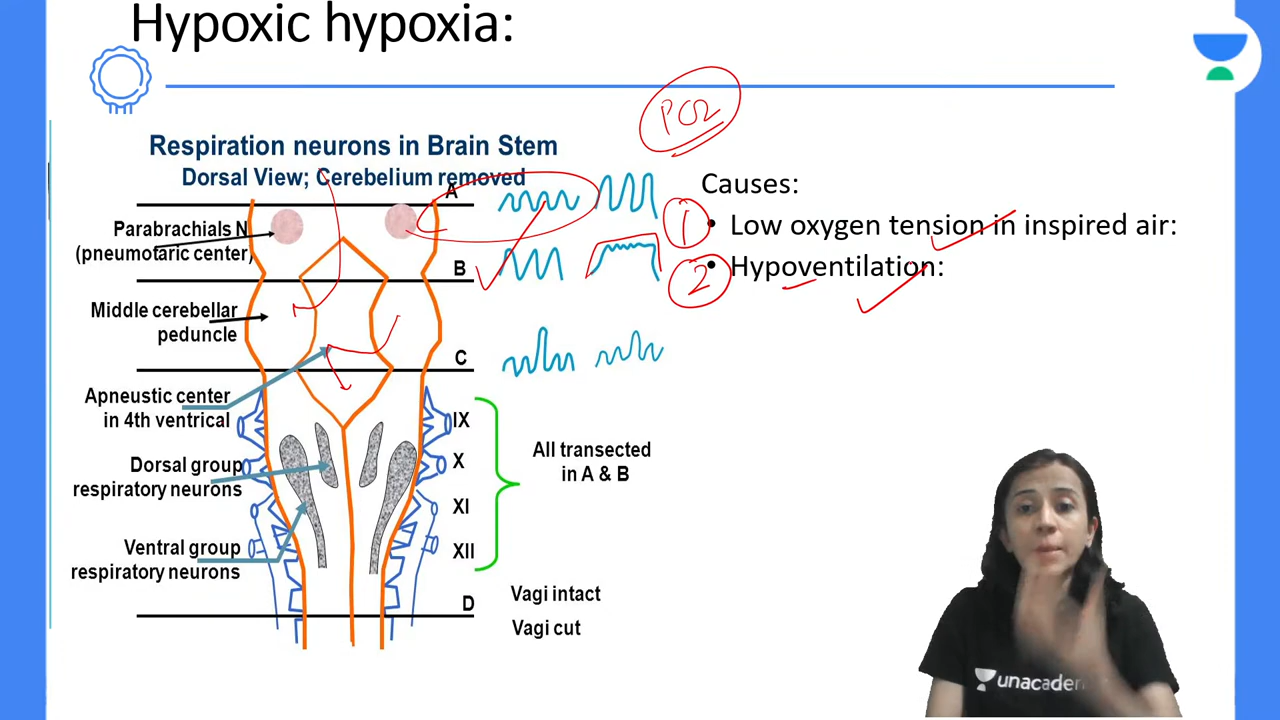 Hypoxic hypoxia:
PO2
Respiration neurons in Brain Stem
Dorsal View; Cerebelium removed
A
Parabrachials N
(pneumotaric center)
B
Middle cerebellar
peduncle
C
Apneustic center
in 4th ventrical
IX
Dorsal group
respiratory neurons
X
XI
Ventral group
respiratory neurons
XII
D
All transected
in A & B
Vagi intact
Vagi cut
Causes:
1 • Low oxygen tension in inspired air:
2 • Hypoventilation:
unacademy